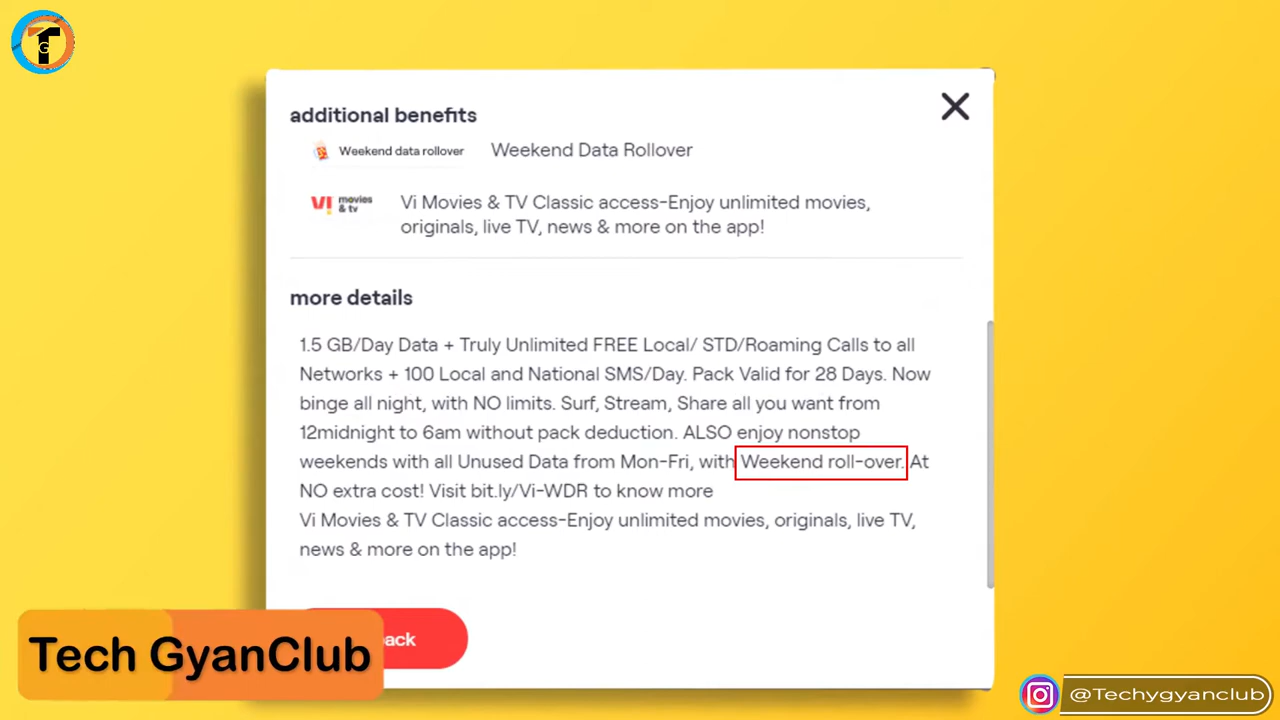 T
G
additional benefits
Weekend data rollover
Weekend Data Rollover
Vi movies & tv
Vi Movies & TV Classic access-Enjoy unlimited movies,
originals, live TV, news & more on the app!
more details
1.5 GB/Day Data + Truly Unlimited FREE Local/ STD/Roaming Calls to all
Networks + 100 Local and National SMS/Day. Pack Valid for 28 Days. Now
binge all night, with NO limits. Surf, Stream, Share all you want from
12midnight to 6am without pack deduction. ALSO enjoy nonstop
weekends with all Unused Data from Mon-Fri, with Weekend roll-over. At
NO extra cost! Visit bit.ly/Vi-WDR to know more
Vi Movies & TV Classic access-Enjoy unlimited movies, originals, live TV,
news & more on the app!
Tech GyanClub
@Techygyanclub